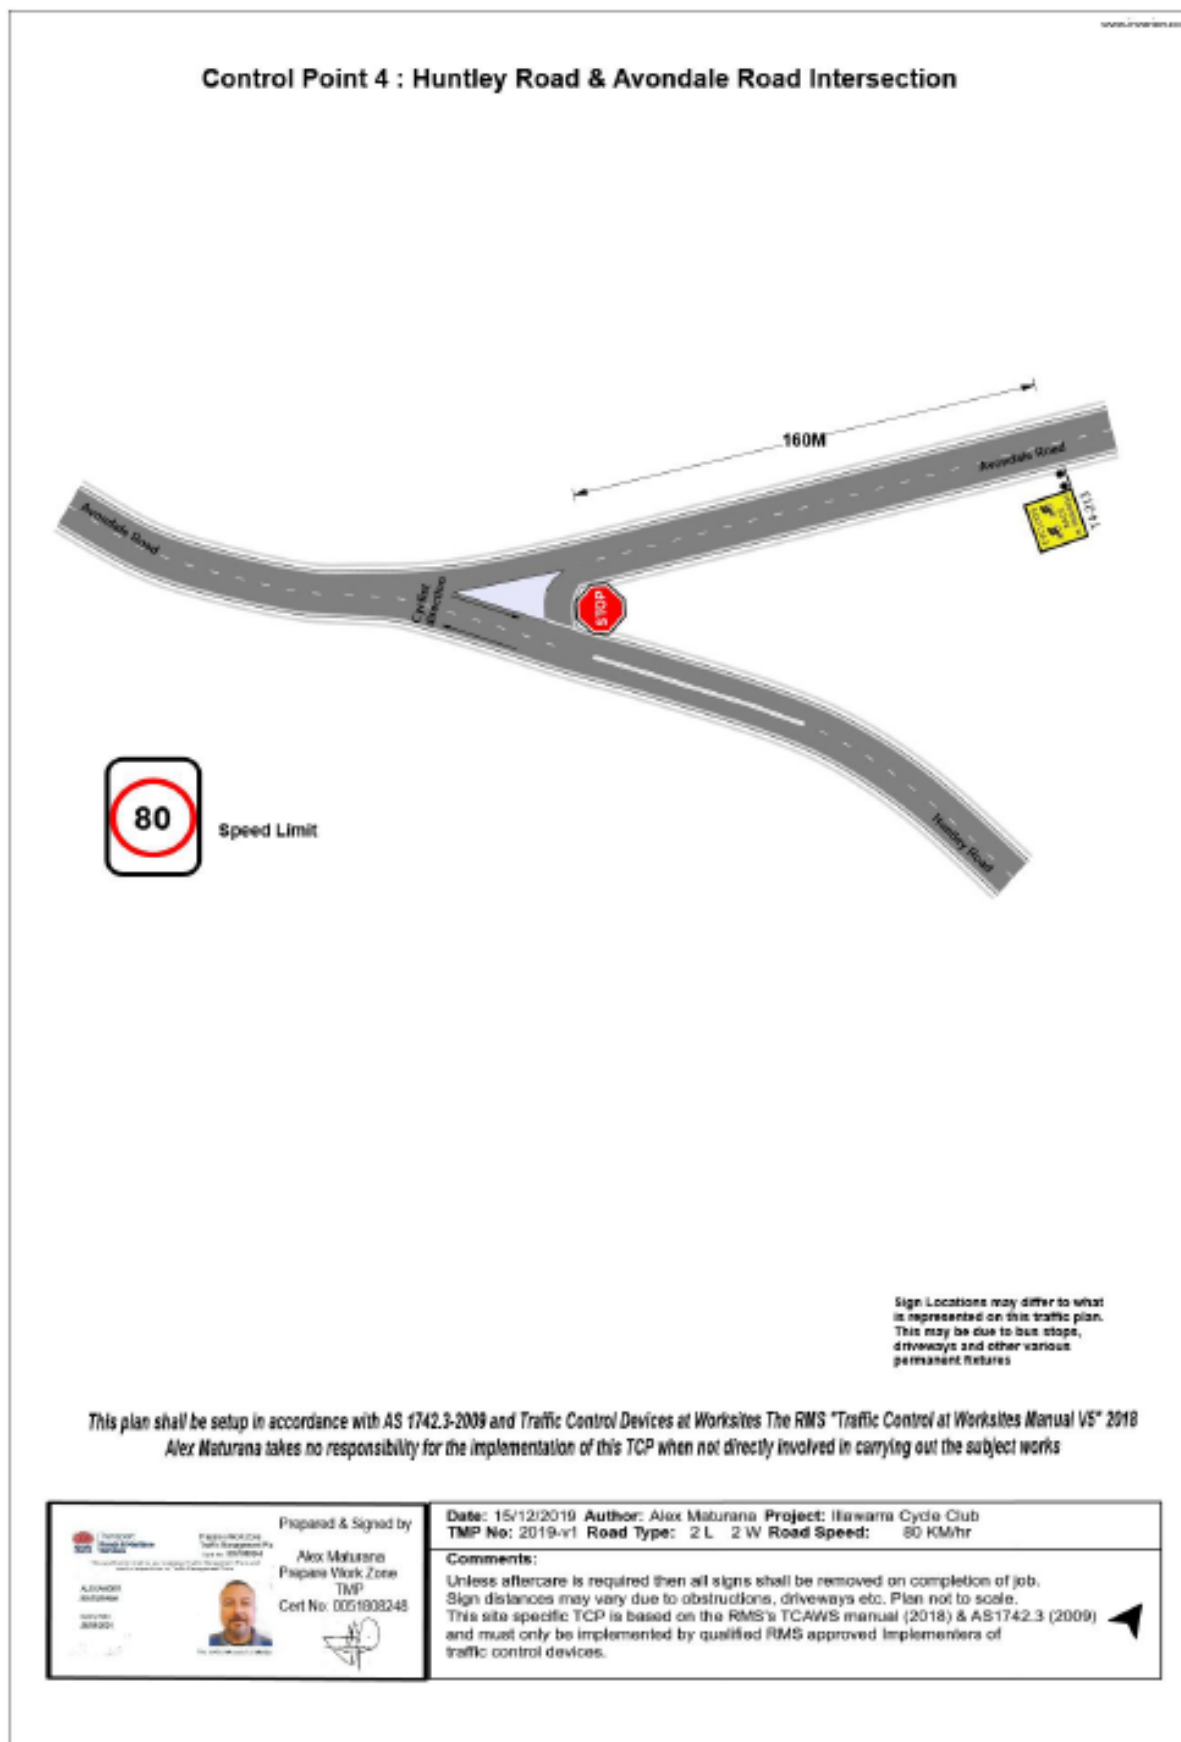 Control Point 4 : Huntley Road & Avondale Road Intersection
160M
Avondale Road
Avondale Road
T4-213
Cyclist
direction
STOP
80
Speed Limit
Huntley Road
Sign Locations may differ to what
is represented on this traffic plan.
This may be due to bus stops,
driveways and other various
permanent fixtures
This plan shall be setup in accordance with AS 1742.3-2009 and Traffic Control Devices at Worksites The RMS "Traffic Control at Worksites Manual V5" 2018
Alex Maturana takes no responsibility for the implementation of this TCP when not directly involved in carrying out the subject works
Prepared & Signed by
Alex Maturana
Prepare Work Zone
TMP
Cert No: 0051808248
Date: 15/12/2019 Author: Alex Maturana Project: Illawarra Cycle Club
TMP No: 2019-v1 Road Type: 2 L 2 W Road Speed: 80 KM/hr
Comments:
Unless aftercare is required then all signs shall be removed on completion of job.
Sign distances may vary due to obstructions, driveways etc. Plan not to scale.
This site specific TCP is based on the RMS's TCAWS manual (2018) & AS1742.3 (2009)
and must only be implemented by qualified RMS approved Implementers of
traffic control devices.